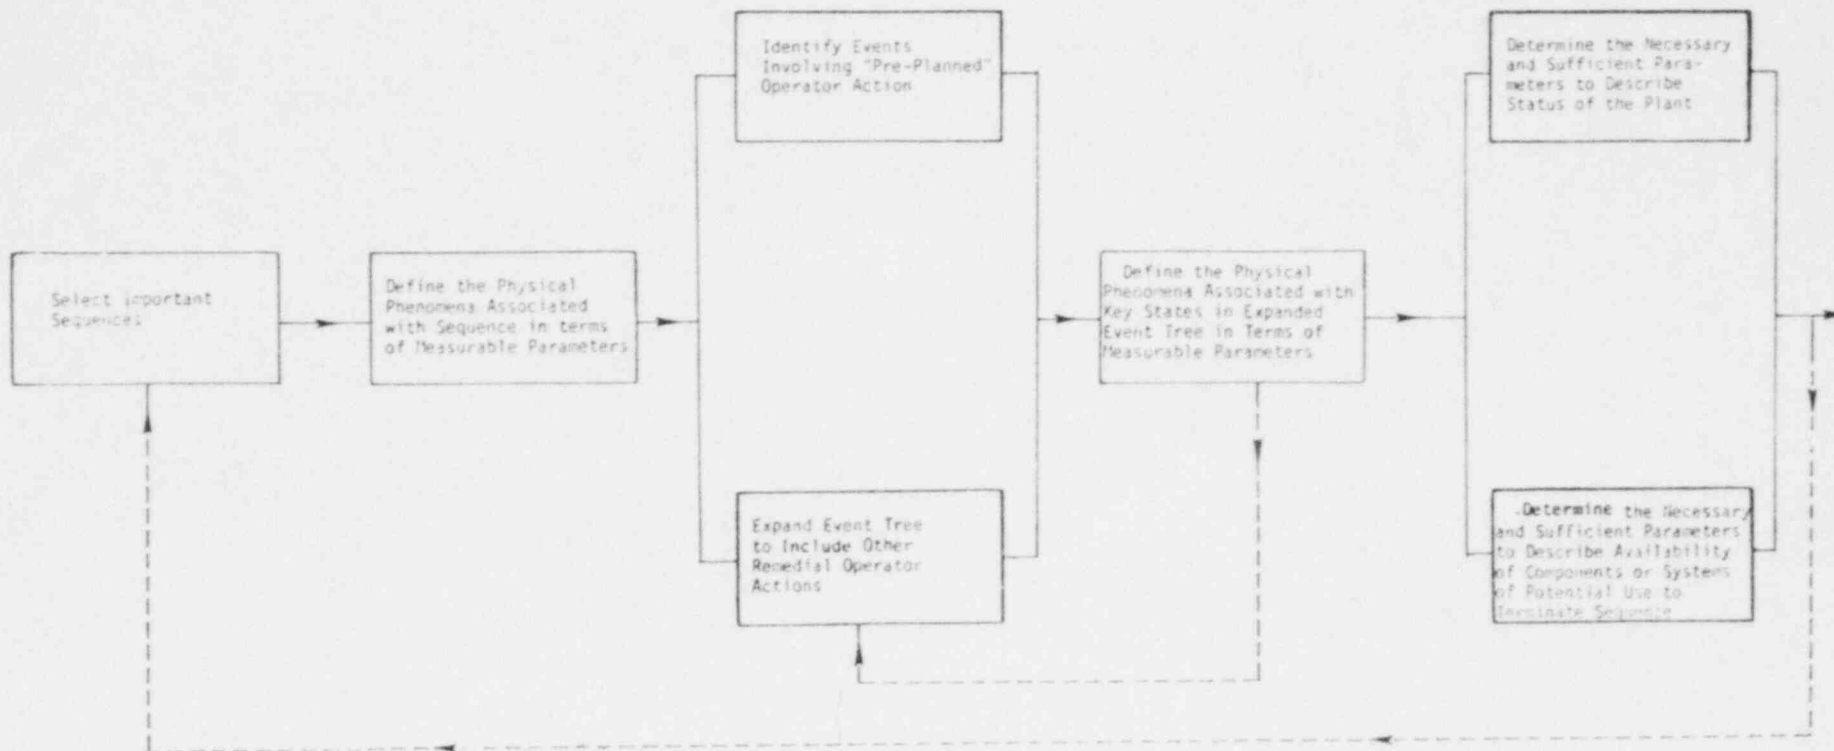 Select Important
Sequences
Define the Physical
Phenomena Associated
with Sequence in terms
of Measurable Parameters
Identify Events
Involving "Pre-Planned"
Operator Action
Expand Event Tree
to Include Other
Remedial Operator
Actions
Define the Physical
Phenomena Associated with
Key States in Expanded
Event Tree in Terms of
Measurable Parameters
Determine the Necessary
and Sufficient Para-
meters to Describe
Status of the Plant
Determine the Necessary
and Sufficient Parameters
to Describe Availability
of Components or Systems
of Potential Use to
Terminate Sequence